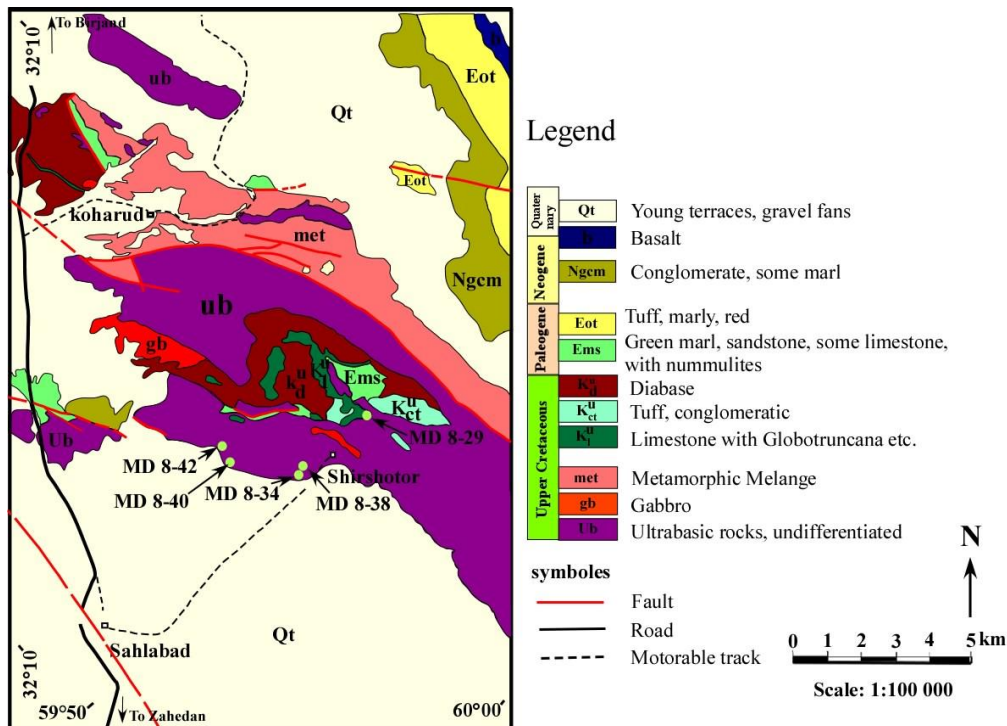 To Birjand
32°10′
ub
b
Eot
Qt
Eot
koharud
met
Ngcm
ub
gb
K u d
K u l
Ems
K u ct
Ub
MD 8-29
MD 8-42
MD 8-40
MD 8-34
Shirshotor
MD 8-38
Qt
Sahlabad
32°10′
59°50′
To Zahedan
60°00′
Legend
Quater nary
Neogene
Paleogene
Upper Cretaceous
Qt Young terraces, gravel fans
b Basalt
Ngcm Conglomerate, some marl
Eot Tuff, marly, red
Ems Green marl, sandstone, some limestone,
with nummulites
K u d Diabase
K u ct Tuff, conglomeratic
K u l Limestone with Globotruncana etc.
met Metamorphic Melange
gb Gabbro
Ub Ultrabasic rocks, undifferentiated
symboles
Fault
Road
Motorable track
N
0 1 2 3 4 5 km
Scale: 1:100 000